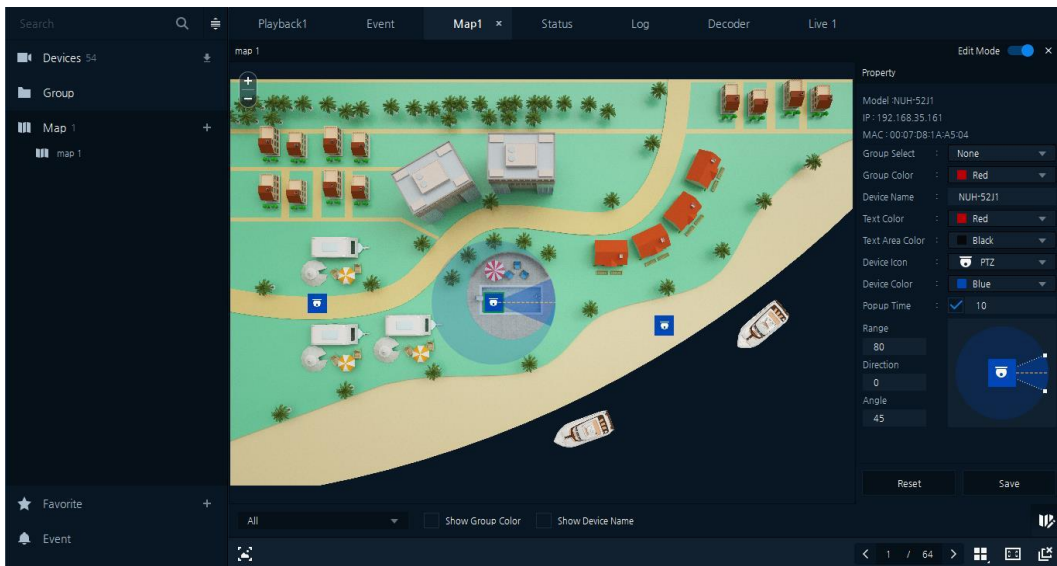 Search
Playback1
Event
Map1 ×
Status
Log
Decoder
Live 1
Devices 54
Group
Map 1 +
map 1
Favorite +
Event
map 1
+
−
Edit Mode ×
Property
Model :NUH-52J1
IP : 192.168.35.161
MAC : 00:07:D8:1A:A5:04
Group Select : None
Group Color : Red
Device Name : NUH-52J1
Text Color : Red
Text Area Color : Black
Device Icon : PTZ
Device Color : Blue
Popup Time : 10
Range
80
Direction
0
Angle
45
Reset
Save
All
Show Group Color
Show Device Name
< 1 / 64 >